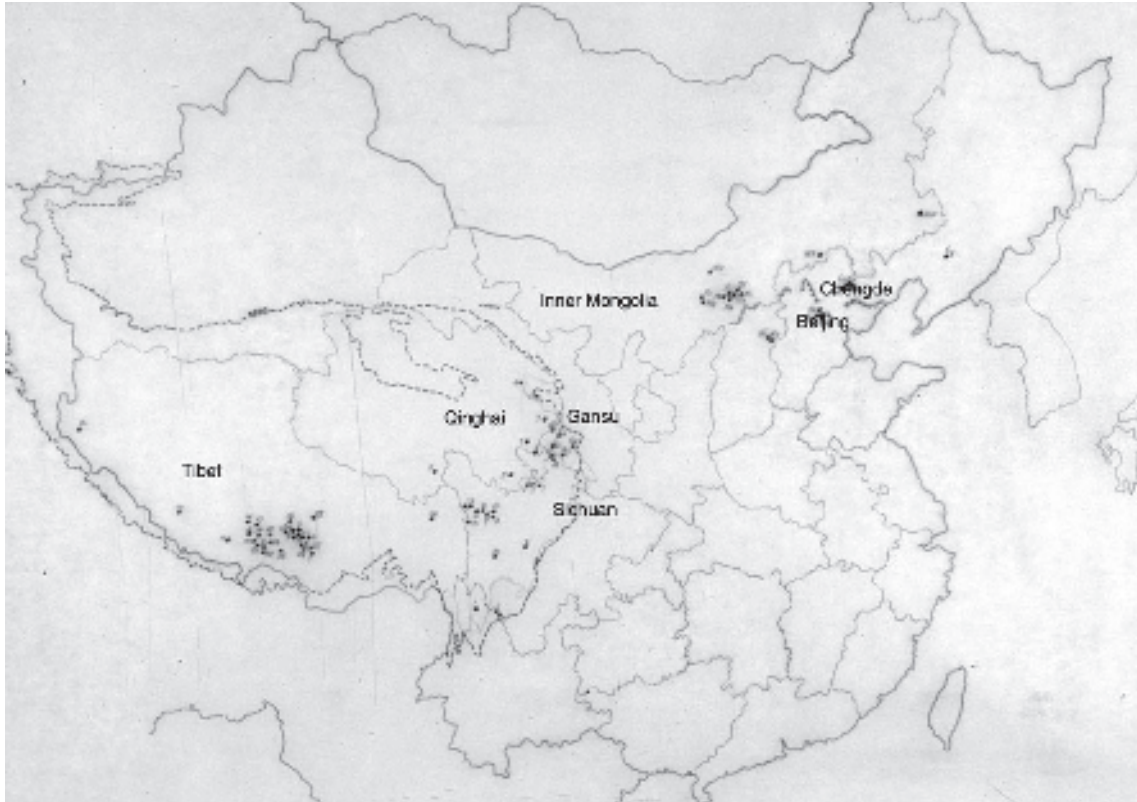 Chengde
Inner Mongolia
Beijing
Qinghai
Gansu
Tibet
Sichuan